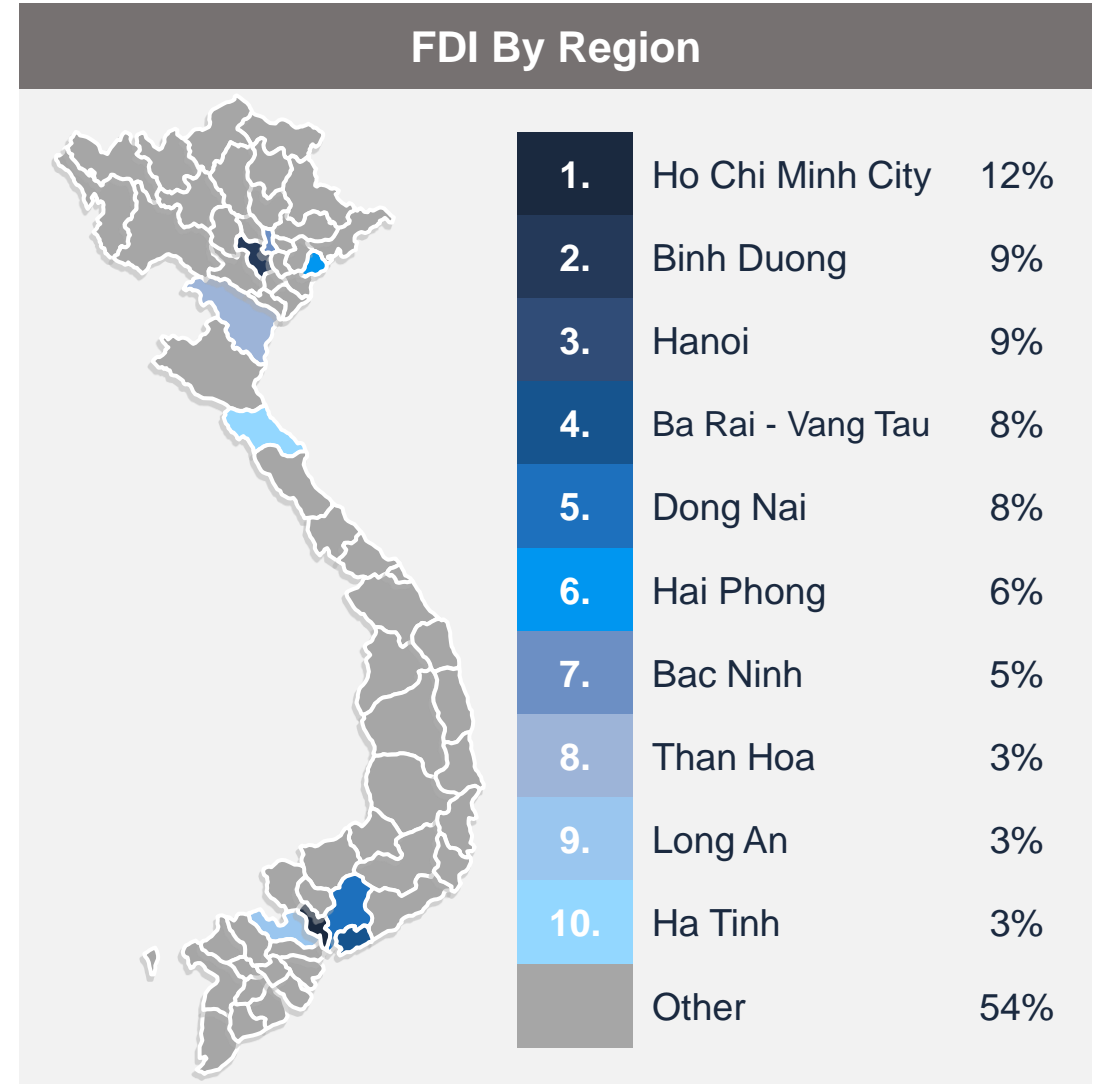 FDI By Region
1. Ho Chi Minh City 12%
2. Binh Duong 9%
3. Hanoi 9%
4. Ba Rai - Vang Tau 8%
5. Dong Nai 8%
6. Hai Phong 6%
7. Bac Ninh 5%
8. Than Hoa 3%
9. Long An 3%
10. Ha Tinh 3%
Other 54%